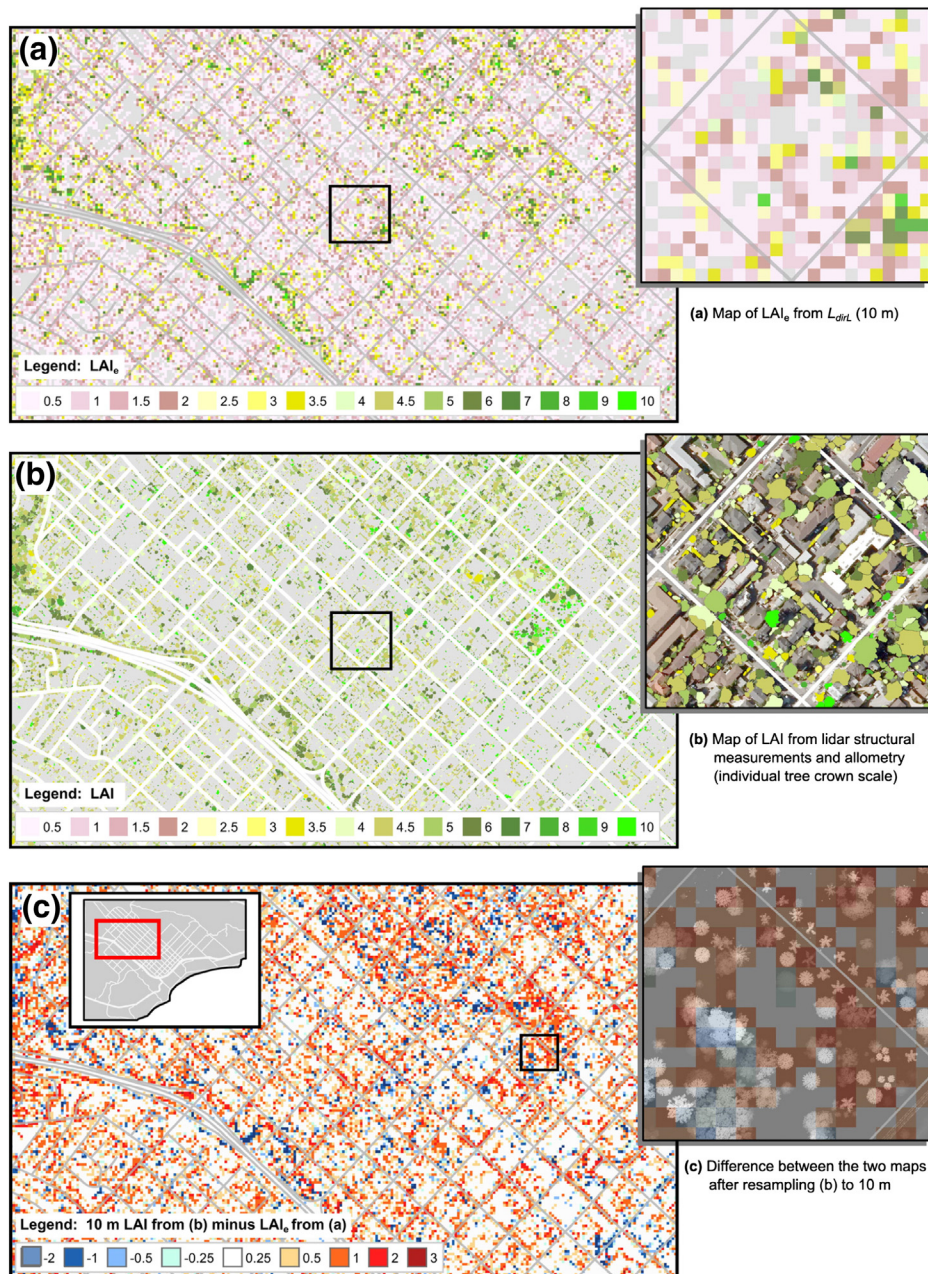 (a)
Legend: LAIe
0.5 1 1.5 2 2.5 3 3.5 4 4.5 5 6 7 8 9 10
(a) Map of LAIe from LdirL (10 m)
(b)
Legend: LAI
0.5 1 1.5 2 2.5 3 3.5 4 4.5 5 6 7 8 9 10
(b) Map of LAI from lidar structural
measurements and allometry
(individual tree crown scale)
(c)
Legend: 10 m LAI from (b) minus LAIe from (a)
-2 -1 -0.5 -0.25 0.25 0.5 1 2 3
(c) Difference between the two maps
after resampling (b) to 10 m